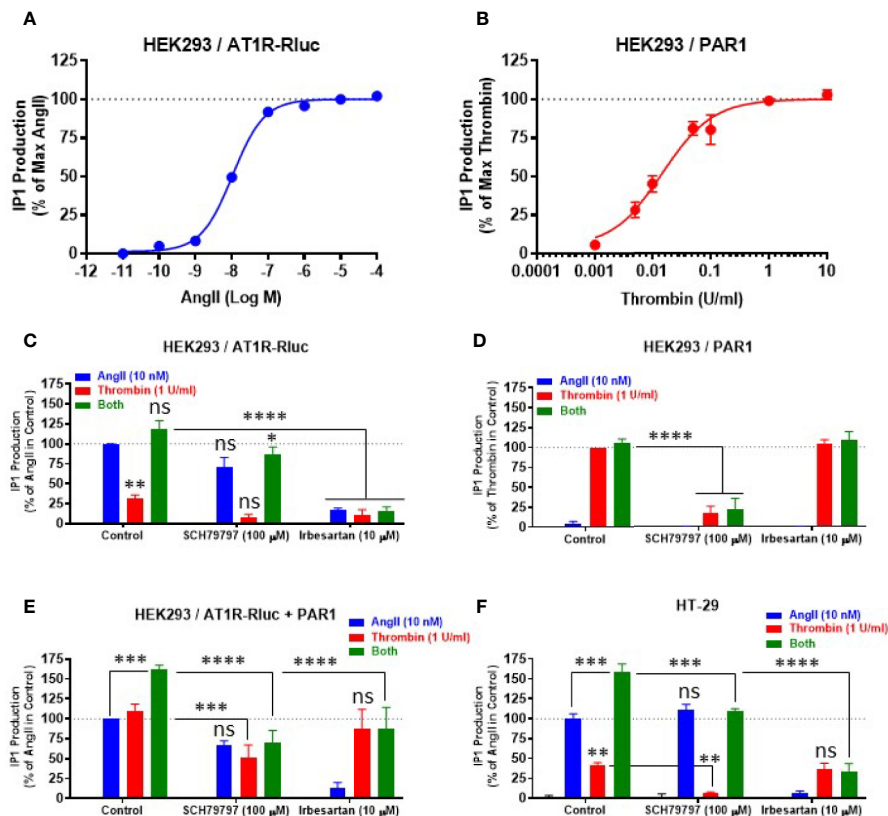 A
HEK293 / AT1R-Rluc
IP1 Production
(% of Max AngII)
125
100
75
50
25
0
-12 -11 -10 -9 -8 -7 -6 -5 -4
AngII (Log M)
B
HEK293 / PAR1
IP1 Production
(% of Max Thrombin)
125
100
75
50
25
0
0.0001 0.001 0.01 0.1 1 10
Thrombin (U/ml)
C
HEK293 / AT1R-Rluc
AngII (10 nM)
Thrombin (1 U/ml)
Both
IP1 Production
(% of AngII in Control)
175
150
125
100
75
50
25
0
**
ns
ns
ns
*
****
Control SCH79797 (100 µM) Irbesartan (10 µM)
D
HEK293 / PAR1
AngII (10 nM)
Thrombin (1 U/ml)
Both
IP1 Production
(% of Thrombin in Control)
175
150
125
100
75
50
25
0
****
Control SCH79797 (100 µM) Irbesartan (10 µM)
E
HEK293 / AT1R-Rluc + PAR1
AngII (10 nM)
Thrombin (1 U/ml)
Both
IP1 Production
(% of AngII in Control)
175
150
125
100
75
50
25
0
***
****
****
***
ns
ns
Control SCH79797 (100 µM) Irbesartan (10 µM)
F
HT-29
AngII (10 nM)
Thrombin (1 U/ml)
Both
IP1 Production
(% of AngII in Control)
175
150
125
100
75
50
25
0
***
***
****
**
ns
**
ns
Control SCH79797 (100 µM) Irbesartan (10 µM)